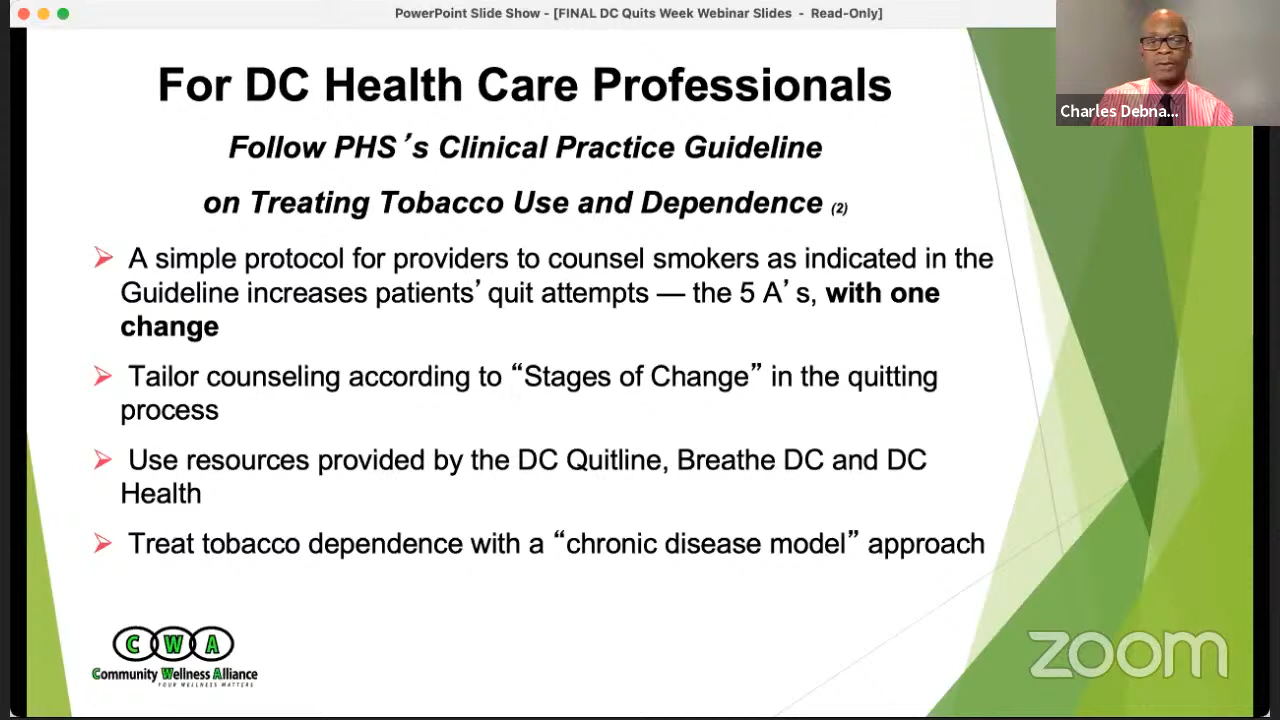 PowerPoint Slide Show - [FINAL DC Quits Week Webinar Slides - Read-Only]
Charles Debna...
For DC Health Care Professionals
Follow PHS's Clinical Practice Guideline
on Treating Tobacco Use and Dependence (2)
A simple protocol for providers to counsel smokers as indicated in the
Guideline increases patients' quit attempts — the 5 A's, with one
change
Tailor counseling according to “Stages of Change” in the quitting
process
Use resources provided by the DC Quitline, Breathe DC and DC
Health
Treat tobacco dependence with a “chronic disease model” approach
C W A
Community Wellness Alliance
YOUR WELLNESS MATTERS
zoom